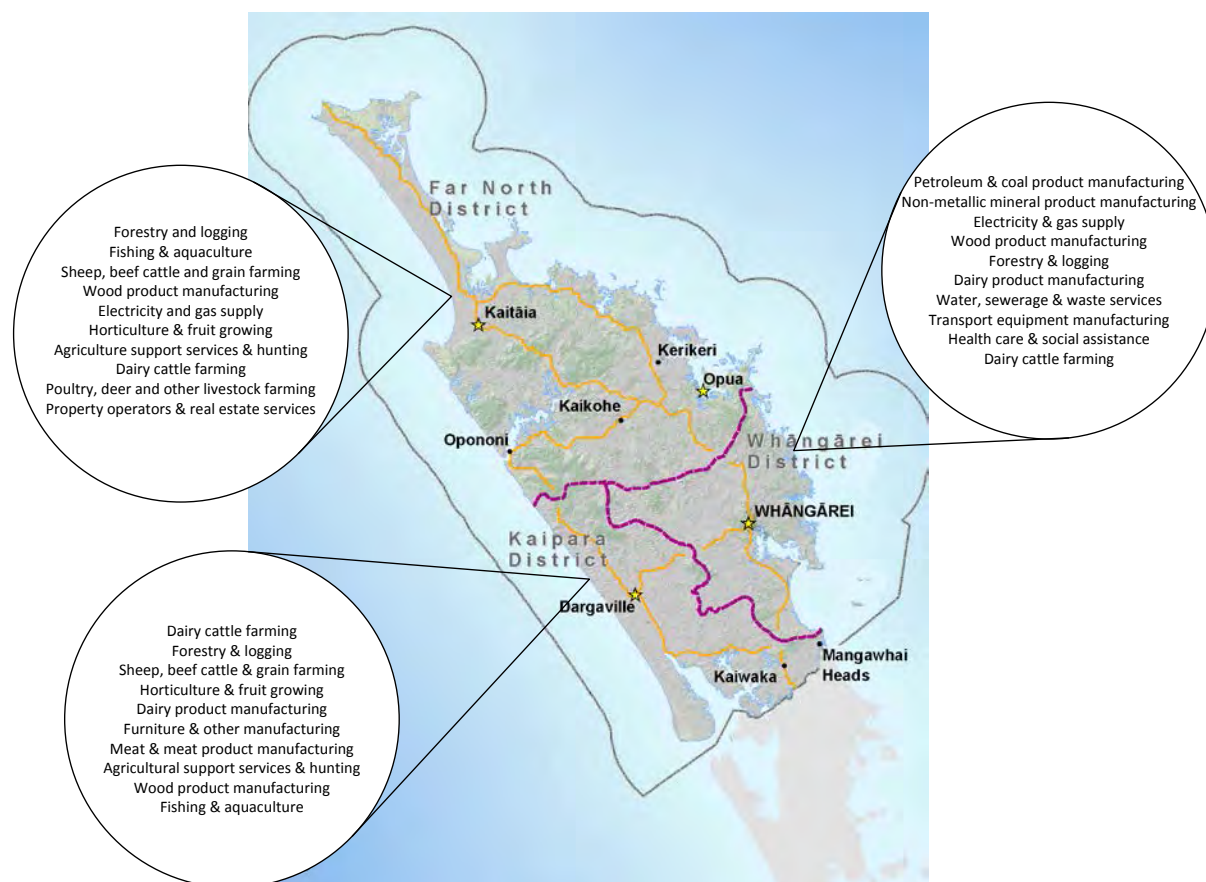 Far North
District
Forestry and logging
Fishing & aquaculture
Sheep, beef cattle and grain farming
Wood product manufacturing
Electricity and gas supply
Horticulture & fruit growing
Agriculture support services & hunting
Dairy cattle farming
Poultry, deer and other livestock farming
Property operators & real estate services
Petroleum & coal product manufacturing
Non-metallic mineral product manufacturing
Electricity & gas supply
Wood product manufacturing
Forestry & logging
Dairy product manufacturing
Water, sewerage & waste services
Transport equipment manufacturing
Health care & social assistance
Dairy cattle farming
Kaitāia
Kerikeri
Opua
Kaikohe
Opononi
Whāngārei
District
WHĀNGĀREI
Kaipara
District
Dargaville
Mangawhai
Heads
Kaiwaka
Dairy cattle farming
Forestry & logging
Sheep, beef cattle & grain farming
Horticulture & fruit growing
Dairy product manufacturing
Furniture & other manufacturing
Meat & meat product manufacturing
Agricultural support services & hunting
Wood product manufacturing
Fishing & aquaculture